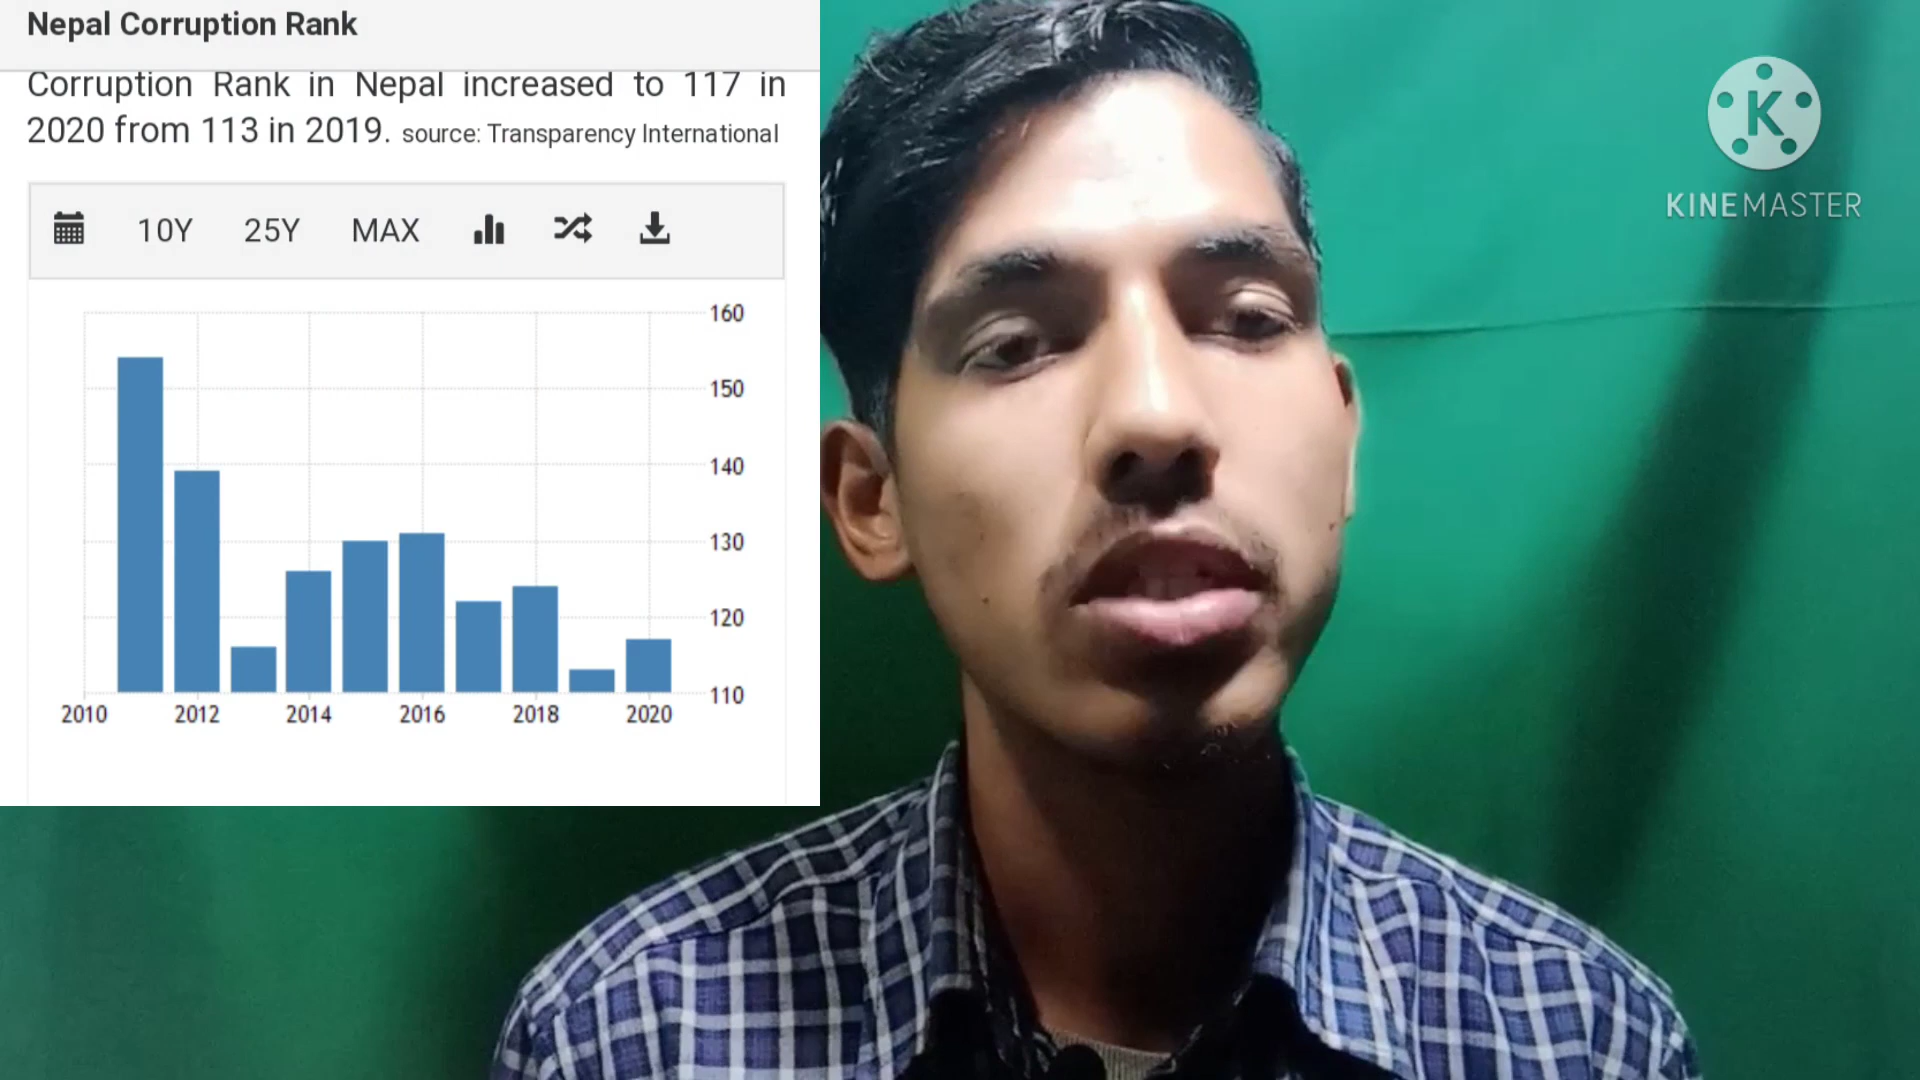 Nepal Corruption Rank
Corruption Rank in Nepal increased to 117 in
2020 from 113 in 2019. source: Transparency International
10Y 25Y MAX
160
150
140
130
120
110
2010 2012 2014 2016 2018 2020
K
KINEMASTER